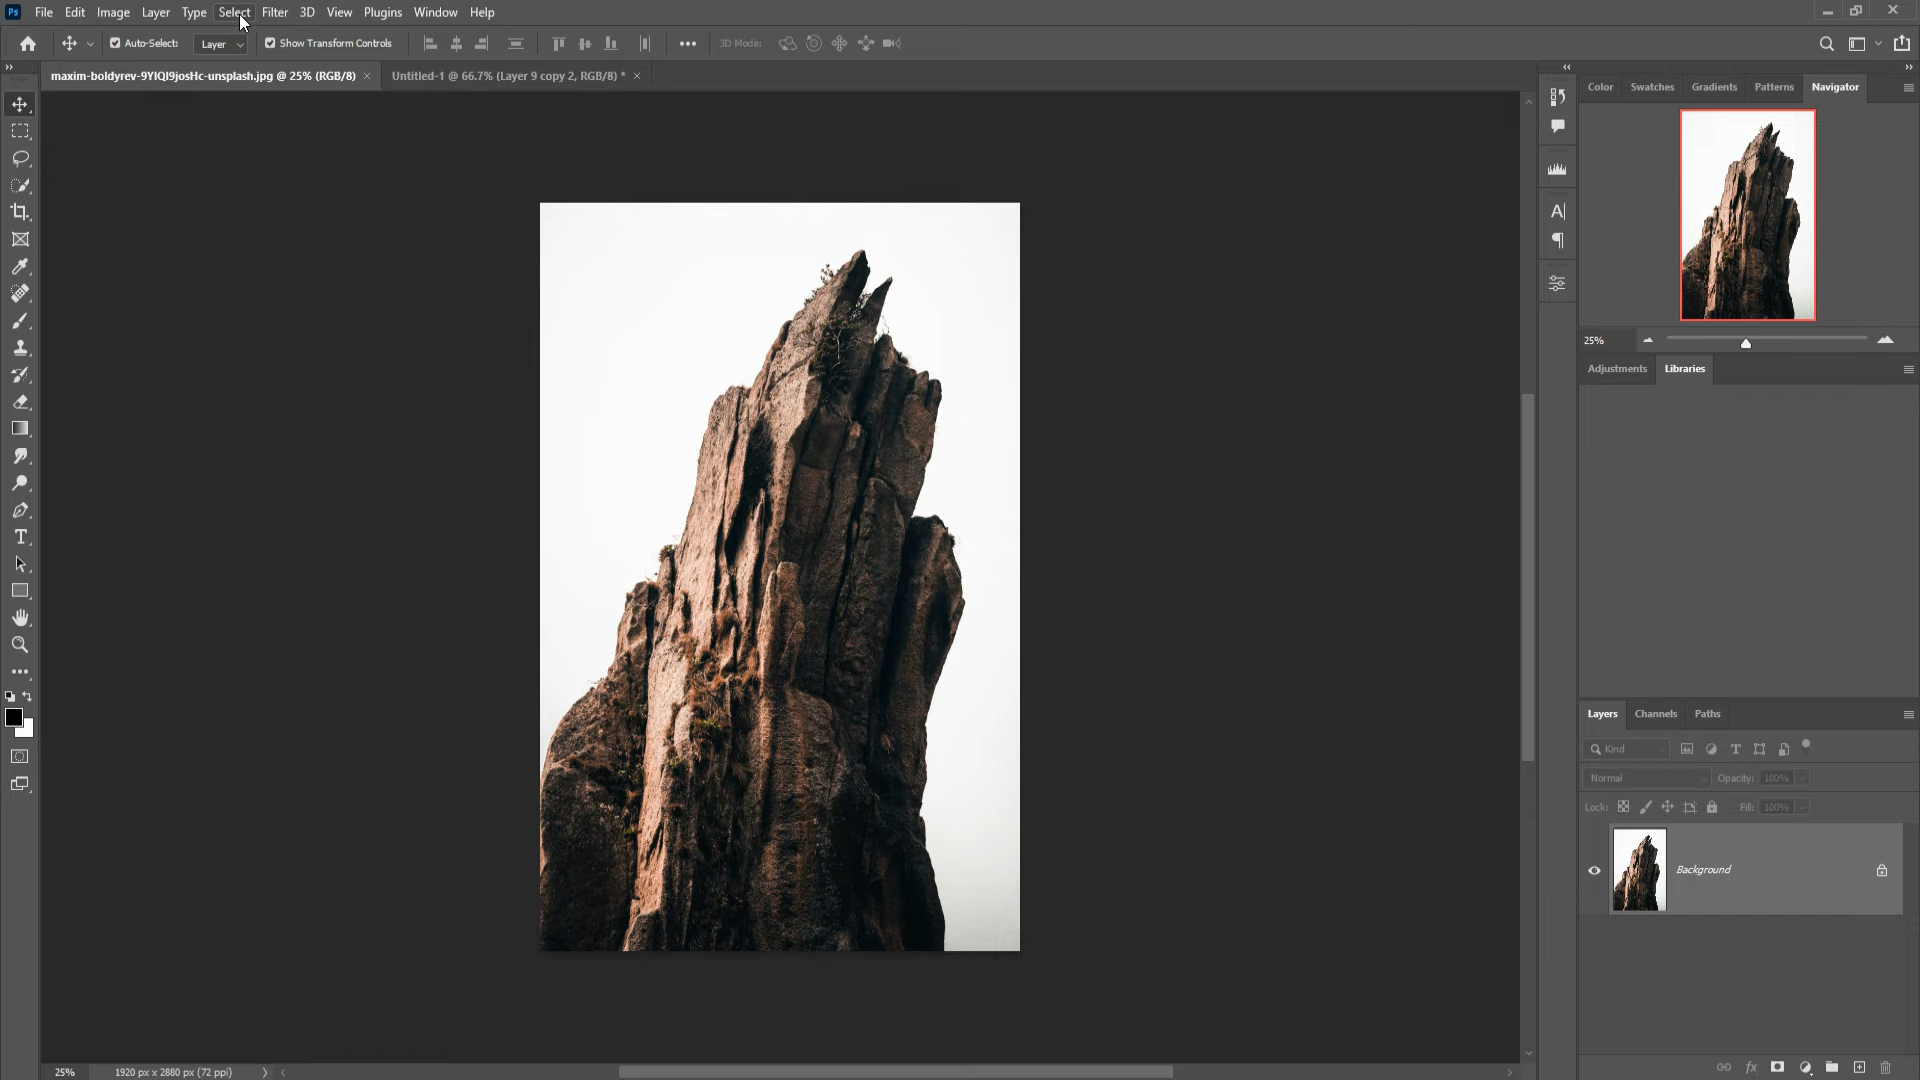 Ps File Edit Image Layer Type Select Filter 3D View Plugins Window Help
Auto-Select: Layer Show Transform Controls 3D Mode:
maxim-boldyrev-9YIQI9josHc-unsplash.jpg @ 25% (RGB/8) × Untitled-1 @ 66.7% (Layer 9 copy 2, RGB/8) * ×
Color Swatches Gradients Patterns Navigator
25%
Adjustments Libraries
Layers Channels Paths
Kind
Normal Opacity: 100%
Lock: Fill: 100%
Background
25% 1920 px x 2880 px (72 ppi)